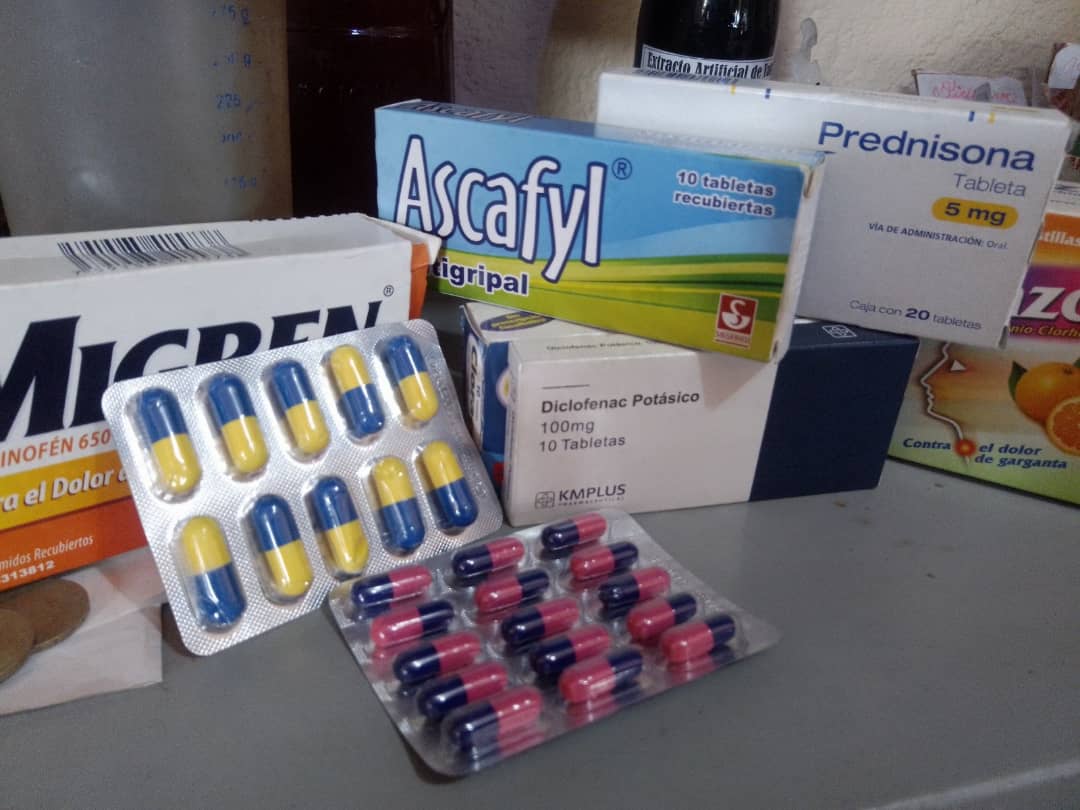 225
Extracto Artificial de
Ascafyl®
10 tabletas
recubiertas
tigripal
Prednisona
Tableta
5 mg
VÍA DE ADMINISTRACIÓN: Oral.
Caja con 20 tabletas
MIGREN®
INOFÉN 650
ra el Dolor
midos Recubiertos
313812
Diclofenac Potásico
100mg
10 Tabletas
KMPLUS
PHARMACEUTICAL
Contra el dolor
de garganta